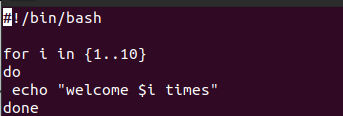 #!/bin/bash

for i in {1..10}
do
 echo "welcome $i times"
done